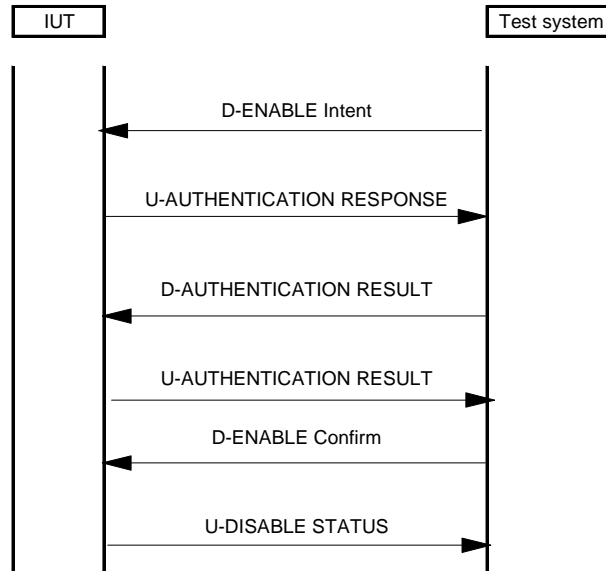 IUT
Test system
D-ENABLE Intent
U-AUTHENTICATION RESPONSE
D-AUTHENTICATION RESULT
U-AUTHENTICATION RESULT
D-ENABLE Confirm
U-DISABLE STATUS